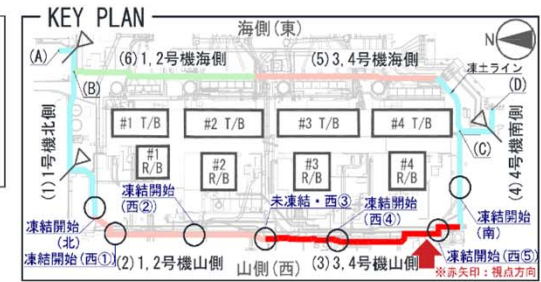 KEY PLAN
海側(東)
N
(A)
(B)
(6)1,2号機海側
(5)3,4号機海側
凍土ライン
(D)
(C)
#1 T/B
#2 T/B
#3 T/B
#4 T/B
#1
R/B
#2
R/B
#3
R/B
#4
R/B
(1)1号機北側
(4)4号機南側
凍結開始
(西②)
未凍結・西③
凍結開始
(西④)
凍結開始
(北)
凍結開始(西①)
凍結開始
(南)
凍結開始(西⑤)
(2)1,2号機山側
山側(西)
(3)3,4号機山側
※赤矢印：視点方向